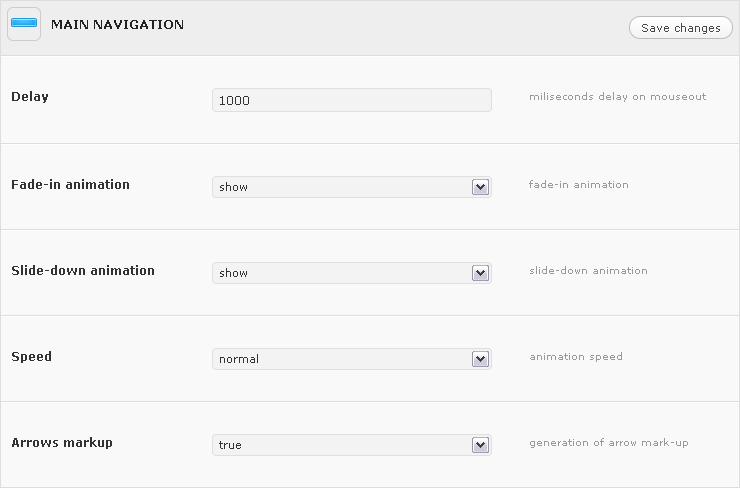 MAIN NAVIGATION
Save changes
Delay
1000
miliseconds delay on mouseout
Fade-in animation
show
fade-in animation
Slide-down animation
show
slide-down animation
Speed
normal
animation speed
Arrows markup
true
generation of arrow mark-up